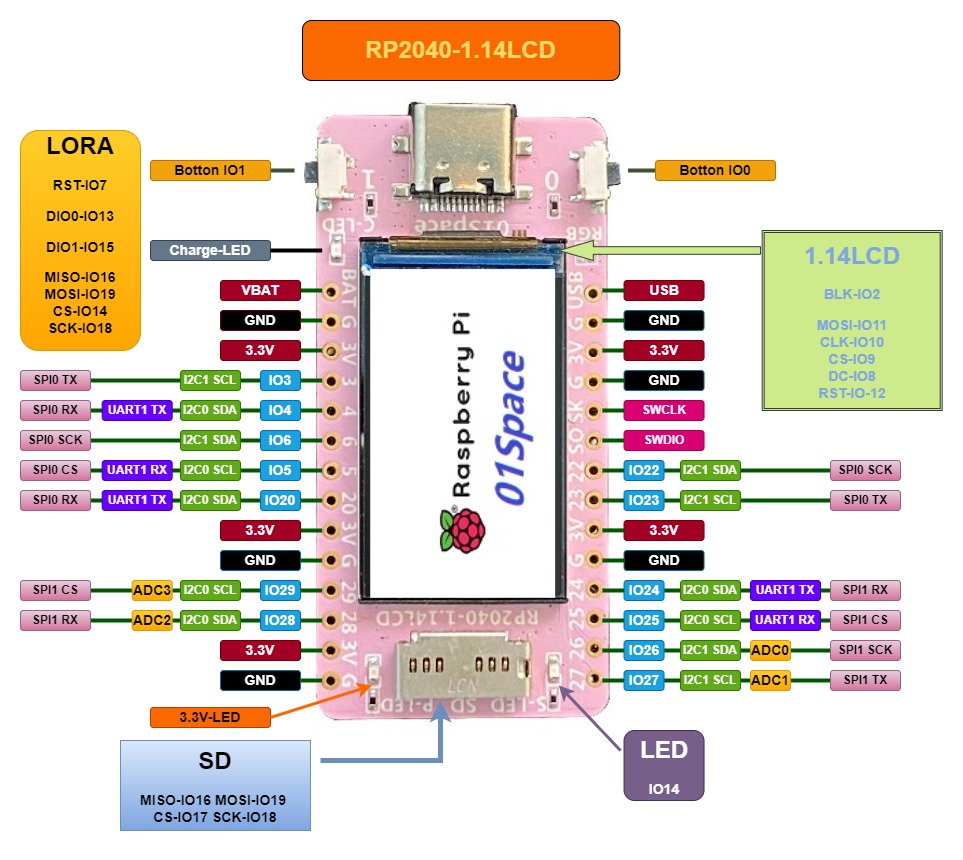 RP2040-1.14LCD
LORA
RST-IO7
DIO0-IO13
DIO1-IO15
MISO-IO16
MOSI-IO19
CS-IO14
SCK-IO18
Botton IO1
Botton IO0
Charge-LED
1
0
C-LED
01Space
RGB
1.14LCD
BLK-IO2
MOSI-IO11
CLK-IO10
CS-IO9
DC-IO8
RST-IO-12
VBAT
BAT
USB
USB
GND
G
G
GND
3.3V
3V
3V
3.3V
SPI0 TX
I2C1 SCL
IO3
3
G
GND
SPI0 RX
UART1 TX
I2C0 SDA
IO4
4
SK
SWCLK
SPI0 SCK
I2C1 SDA
IO6
6
SO
SWDIO
SPI0 CS
UART1 RX
I2C0 SCL
IO5
5
22
IO22
I2C1 SDA
SPI0 SCK
SPI0 RX
UART1 TX
I2C0 SDA
IO20
20
23
IO23
I2C1 SCL
SPI0 TX
3.3V
3V
3V
3.3V
GND
G
G
GND
SPI1 CS
ADC3
I2C0 SCL
IO29
29
24
IO24
I2C0 SDA
UART1 TX
SPI1 RX
SPI1 RX
ADC2
I2C0 SDA
IO28
28
25
IO25
I2C0 SCL
UART1 RX
SPI1 CS
3.3V
3V
26
IO26
I2C1 SDA
ADC0
SPI1 SCK
GND
G
27
IO27
I2C1 SCL
ADC1
SPI1 TX
Raspberry Pi
01Space
RP2040-1.14LCD
P-LED
SD
S-LED
3.3V-LED
SD
MISO-IO16 MOSI-IO19
CS-IO17 SCK-IO18
LED
IO14